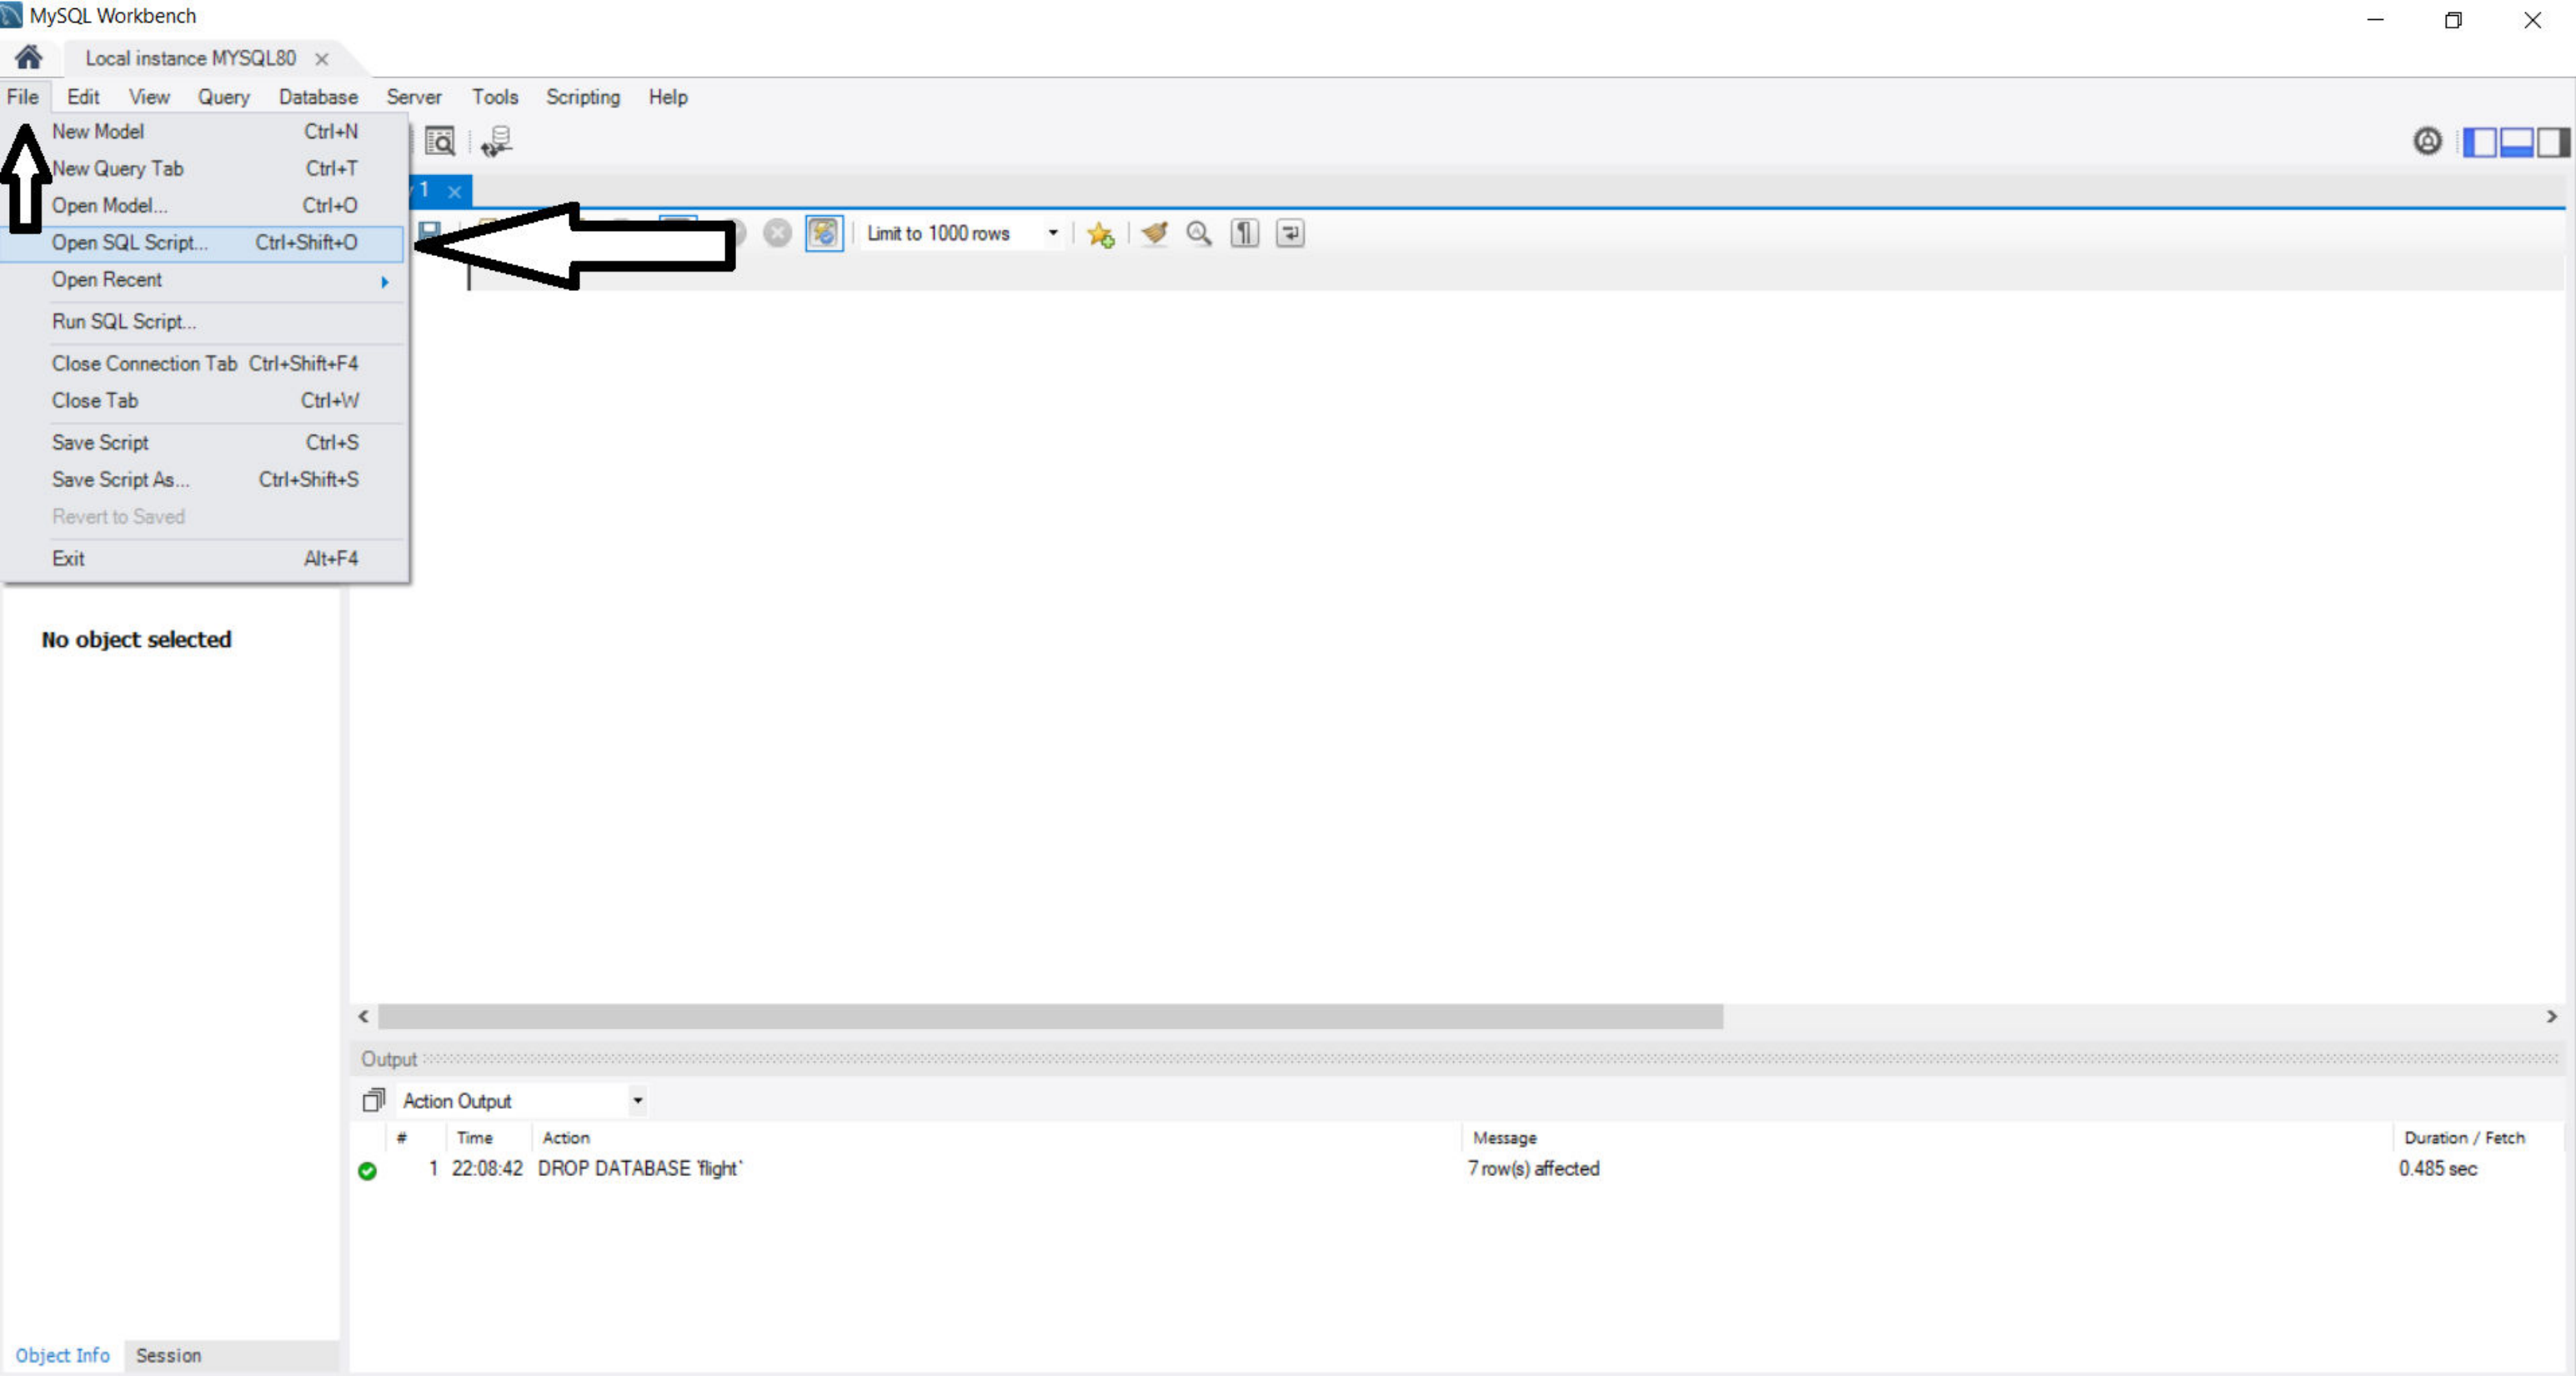 MySQL Workbench
Local instance MYSQL80
File Edit View Query Database Server Tools Scripting Help
New Model Ctrl+N
New Query Tab Ctrl+T
1
Open Model... Ctrl+O
Limit to 1000 rows
Open SQL Script... Ctrl+Shift+O
Open Recent
Run SQL Script...
Close Connection Tab Ctrl+Shift+F4
Close Tab Ctrl+W
Save Script Ctrl+S
Save Script As... Ctrl+Shift+S
Revert to Saved
Exit Alt+F4
No object selected
Output
Action Output
# Time Action Message Duration / Fetch
1 22:08:42 DROP DATABASE `flight` 7 row(s) affected 0.485 sec
Object Info Session